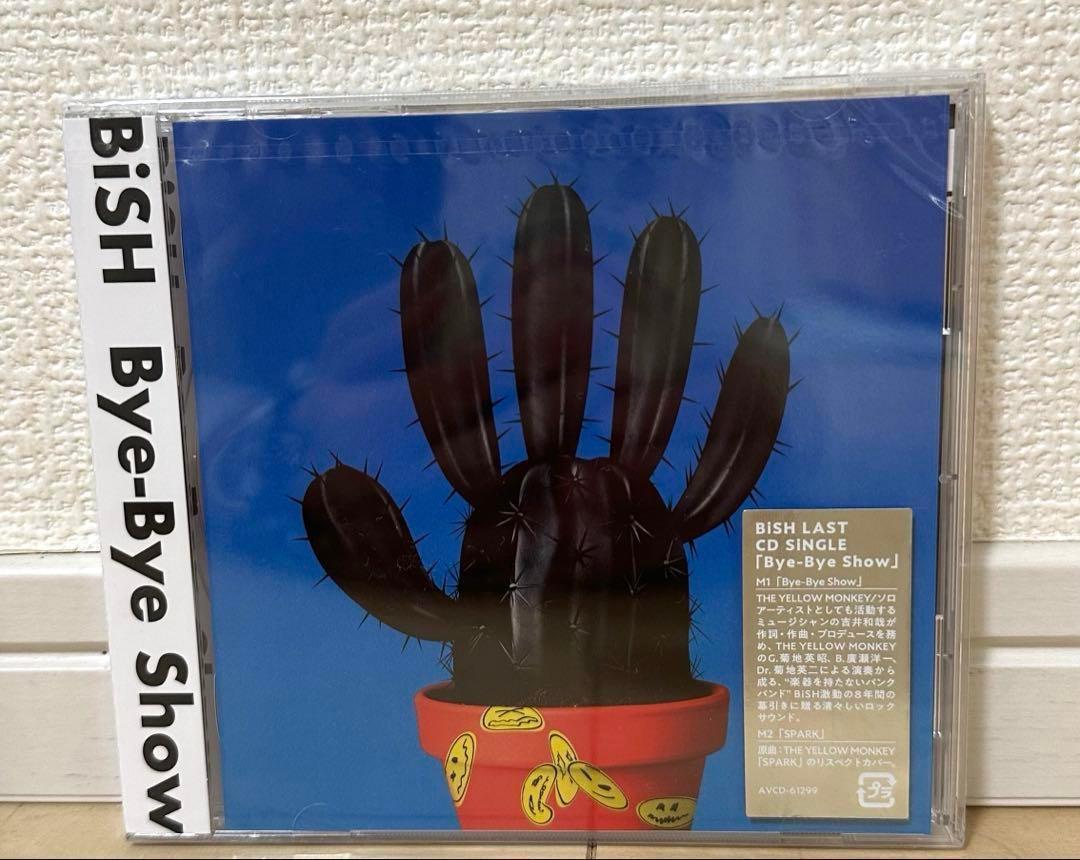 BiSH Bye-Bye Show
BiSH LAST
CD SiNGLE
「Bye-Bye Show」
M1「Bye-Bye Show」
THE YELLOW MONKEY/ソロ
アーティストとしても活動する
ミュージシャンの吉井和哉が
作詞・作曲・プロデュースを務
め、THE YELLOW MONKEY
のG.菊地英昭、B.廣瀬洋一、
Dr.菊地英二による演奏から
成る、“楽器を持たないパンク
バンド”BiSH激動の8年間の
幕引きに贈る清々しいロック
サウンド。
M2「SPARK」
原曲：THE YELLOW MONKEY
「SPARK」のリスペクトカバー。
AVCD-61299
プラ